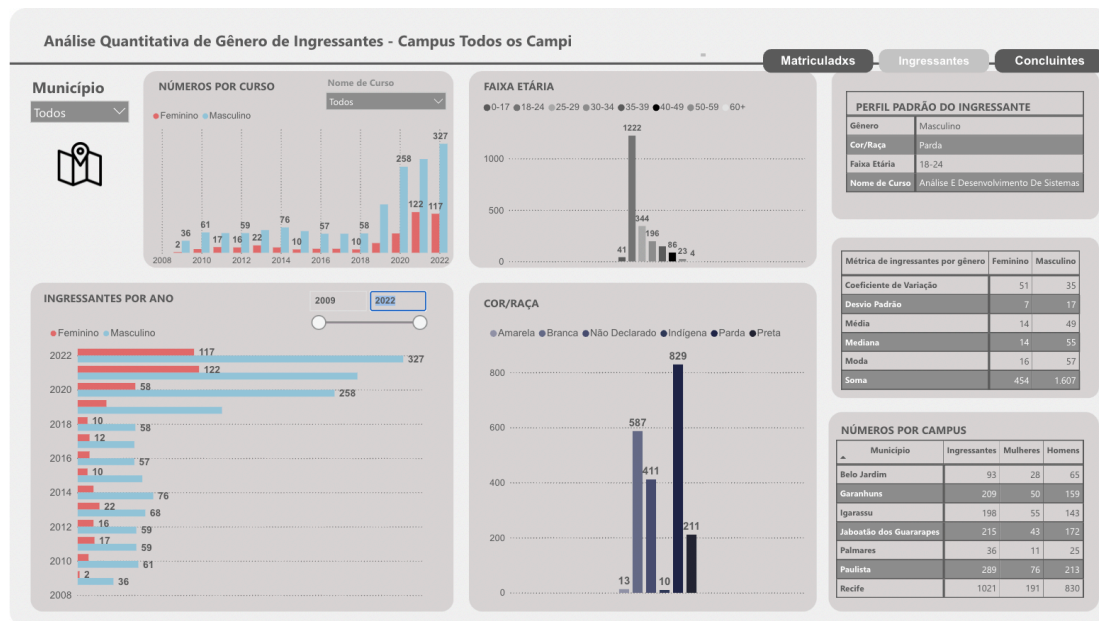 Análise Quantitativa de Gênero de Ingressantes - Campus Todos os Campi
Matriculadxs Ingressantes Concluintes
Município
Todos
NÚMEROS POR CURSO
Nome de Curso
Todos
Feminino Masculino
327
258
122 117
36 61 59 76 57 58
2 17 16 22 10 10
2008 2010 2012 2014 2016 2018 2020 2022
FAIXA ETÁRIA
0-17 18-24 25-29 30-34 35-39 40-49 50-59 60+
1222
1000
500
344
196
41 86 23 4
0
PERFIL PADRÃO DO INGRESSANTE
Gênero Masculino
Cor/Raça Parda
Faixa Etária 18-24
Nome de Curso Análise E Desenvolvimento De Sistemas
Métrica de ingressantes por gênero Feminino Masculino
Coeficiente de Variação 51 35
Desvio Padrão 7 17
Média 14 49
Mediana 14 55
Moda 16 57
Soma 454 1.607
INGRESSANTES POR ANO
2009 2022
Feminino Masculino
2022 117
327
122
2020 58
258
2018 10
58
12
2016
57
10
2014
76
22
68
2012 16
59
17
59
2010
61
2
36
2008
COR/RAÇA
Amarela Branca Não Declarado Indígena Parda Preta
829
800
600
587
411
400
211
200
13 10
0
NÚMEROS POR CAMPUS
Município Ingressantes Mulheres Homens
Belo Jardim 93 28 65
Garanhuns 209 50 159
Igarassu 198 55 143
Jaboatão dos Guararapes 215 43 172
Palmares 36 11 25
Paulista 289 76 213
Recife 1021 191 830